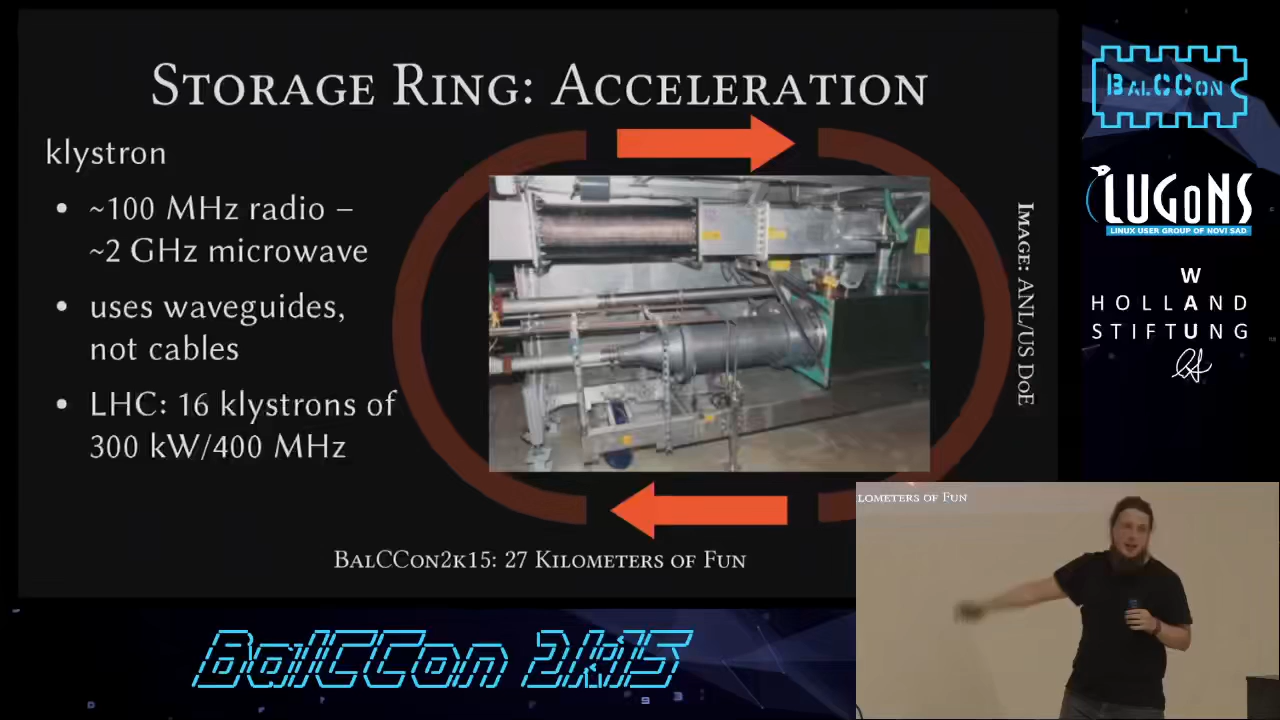 Storage Ring: Acceleration
klystron
• ~100 MHz radio –
~2 GHz microwave
• uses waveguides,
not cables
• LHC: 16 klystrons of
300 kW/400 MHz
Image: ANL/US DoE
BalCCon2k15: 27 Kilometers of Fun
BalCCon
LUGoNS
LINUX USER GROUP OF NOVI SAD
W
HOLLAND
A
U
STIFTUNG
lometers of Fun
BalCCon 2k15